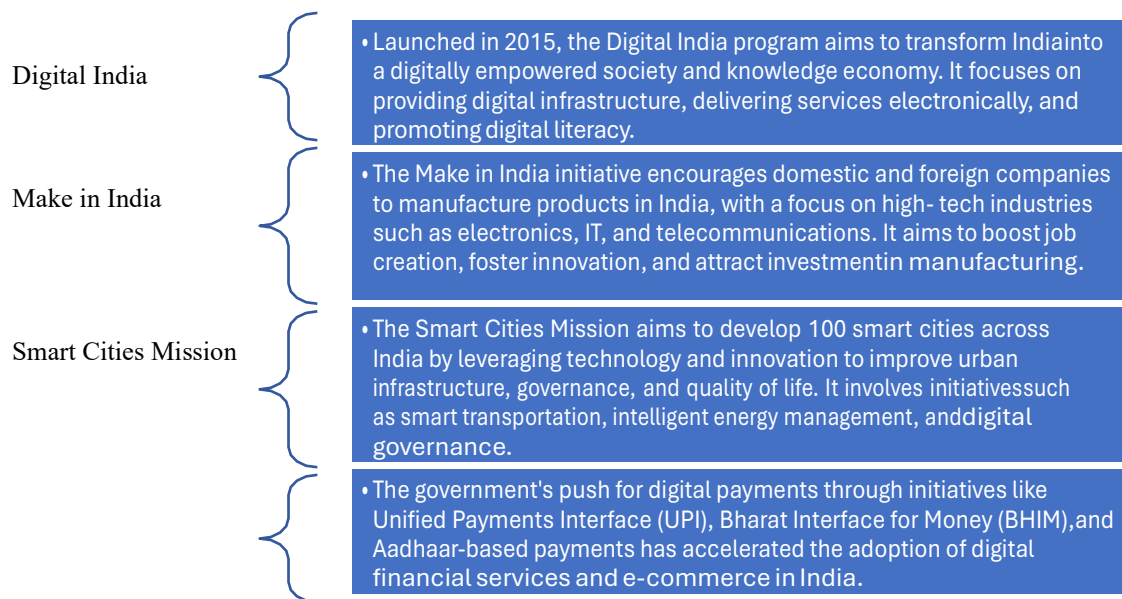 Digital India
• Launched in 2015, the Digital India program aims to transform Indiainto
a digitally empowered society and knowledge economy. It focuses on
providing digital infrastructure, delivering services electronically, and
promoting digital literacy.
Make in India
• The Make in India initiative encourages domestic and foreign companies
to manufacture products in India, with a focus on high- tech industries
such as electronics, IT, and telecommunications. It aims to boost job
creation, foster innovation, and attract investmentin manufacturing.
Smart Cities Mission
• The Smart Cities Mission aims to develop 100 smart cities across
India by leveraging technology and innovation to improve urban
infrastructure, governance, and quality of life. It involves initiativessuch
as smart transportation, intelligent energy management, anddigital
governance.
• The government's push for digital payments through initiatives like
Unified Payments Interface (UPI), Bharat Interface for Money (BHIM),and
Aadhaar-based payments has accelerated the adoption of digital
financial services and e-commerce in India.